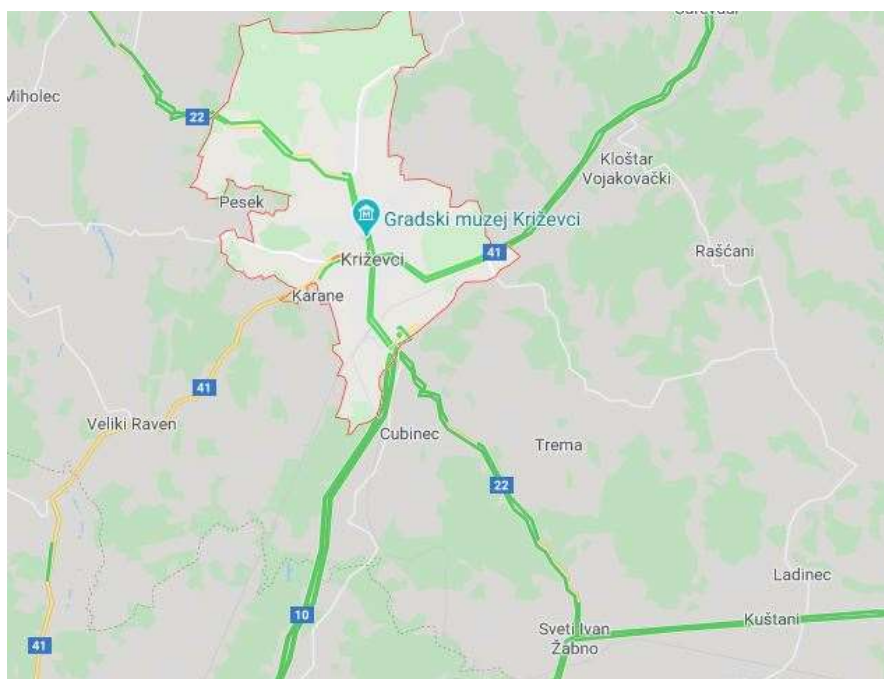 Miholec
22
Kloštar
Vojakovački
Pesek
Gradski muzej Križevci
41
Rašćani
Križevci
Karane
41
Veliki Raven
Cubinec
Trema
22
Ladinec
10
Kuštani
Sveti Ivan
Žabno
41